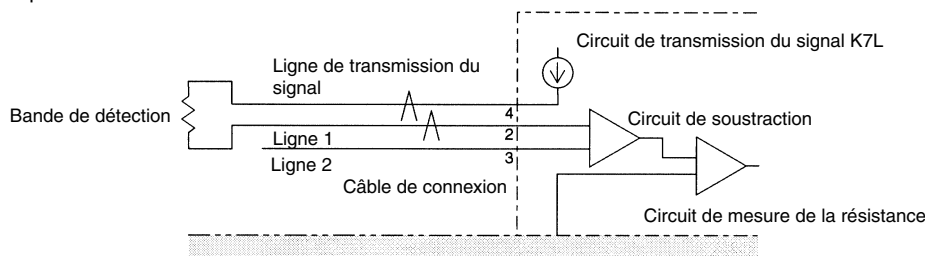 Circuit de transmission du signal K7L
Ligne de transmission du
signal
Bande de détection
4
Circuit de soustraction
2
Ligne 1
3
Ligne 2
Câble de connexion
Circuit de mesure de la résistance